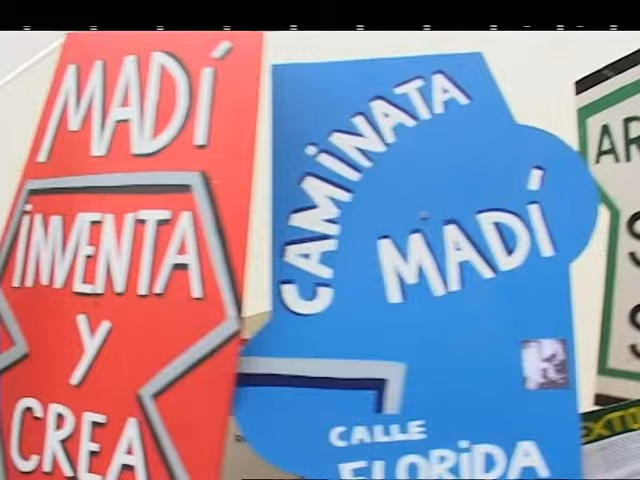 MADÍ
iNVENTA
Y
CREA
CAMiNATA
MADÍ
CALLE
FLORiDA